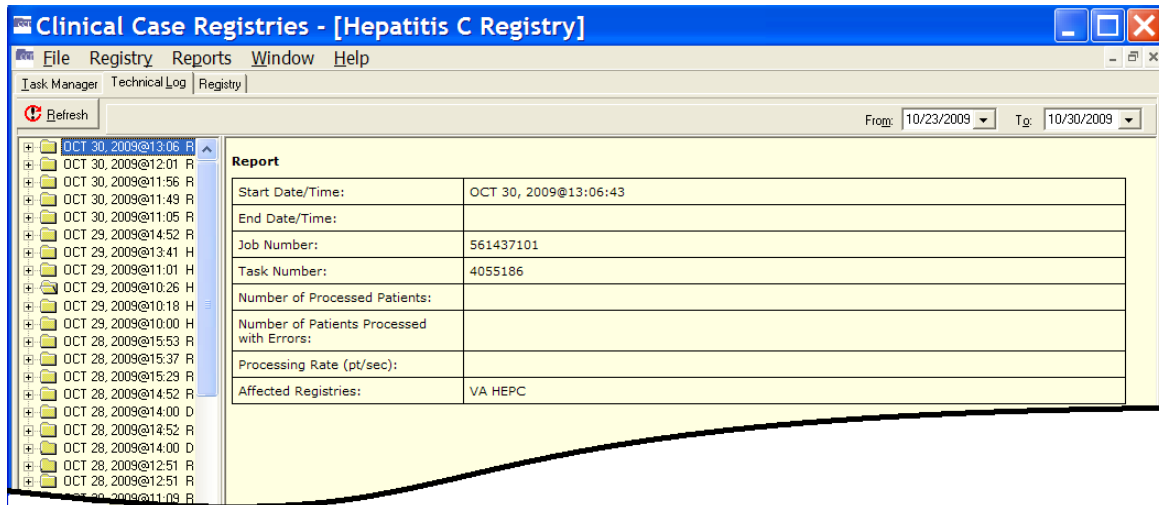 Clinical Case Registries - [Hepatitis C Registry]
File Registry Reports Window Help
Task Manager Technical Log Registry
Refresh From: 10/23/2009 To: 10/30/2009
OCT 30, 2009@13:06 R
OCT 30, 2009@12:01 R
OCT 30, 2009@11:56 R
OCT 30, 2009@11:49 R
OCT 30, 2009@11:05 R
OCT 29, 2009@14:52 R
OCT 29, 2009@13:41 H
OCT 29, 2009@11:01 H
OCT 29, 2009@10:26 H
OCT 29, 2009@10:18 H
OCT 29, 2009@10:00 H
OCT 28, 2009@15:53 R
OCT 28, 2009@15:37 R
OCT 28, 2009@15:29 R
OCT 28, 2009@14:52 R
OCT 28, 2009@14:00 D
OCT 28, 2009@14:52 R
OCT 28, 2009@14:00 D
OCT 28, 2009@12:51 R
OCT 28, 2009@12:51 R
2009@11:09 R
Report
Start Date/Time: OCT 30, 2009@13:06:43
End Date/Time:
Job Number: 561437101
Task Number: 4055186
Number of Processed Patients:
Number of Patients Processed
with Errors:
Processing Rate (pt/sec):
Affected Registries: VA HEPC